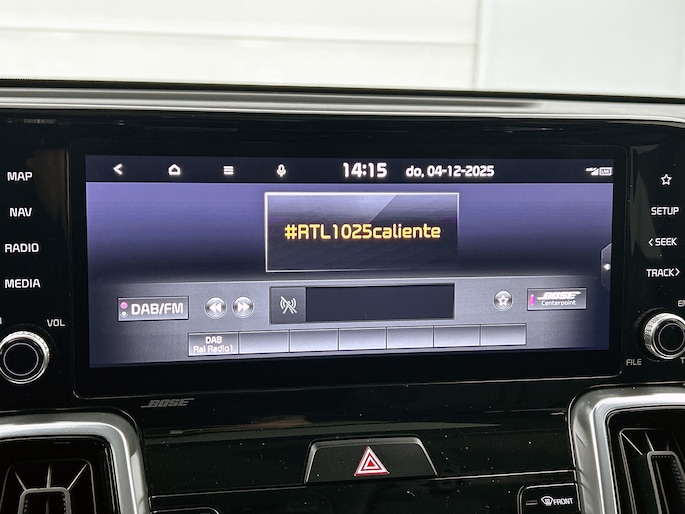 14:15 do, 04-12-2025
MAP
NAV
RADIO
MEDIA
VOL
SETUP
SEEK
TRACK
FILE
#RTL1025caliente
DAB/FM
BOSE
Centerpoint
DAB
Rai Radio1
BOSE
FRONT